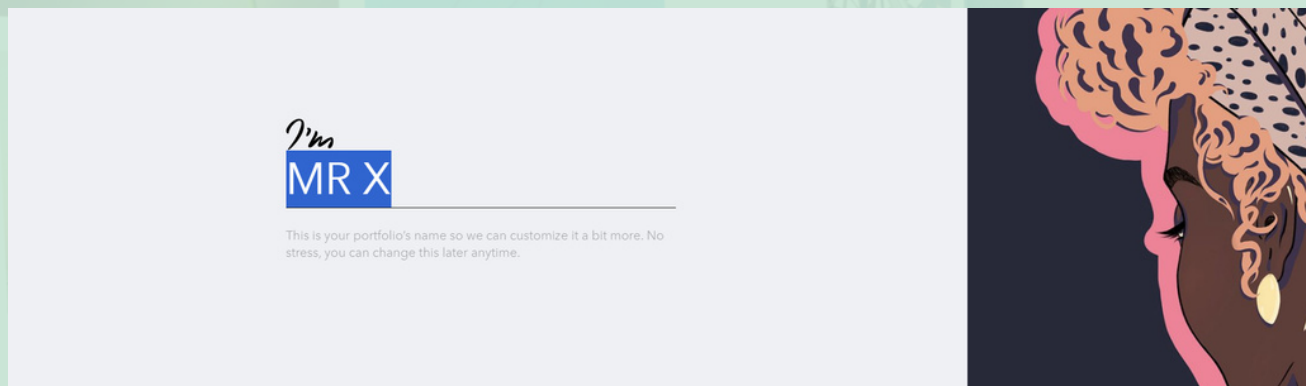 I'm
MR X
This is your portfolio's name so we can customize it a bit more. No
stress, you can change this later anytime.